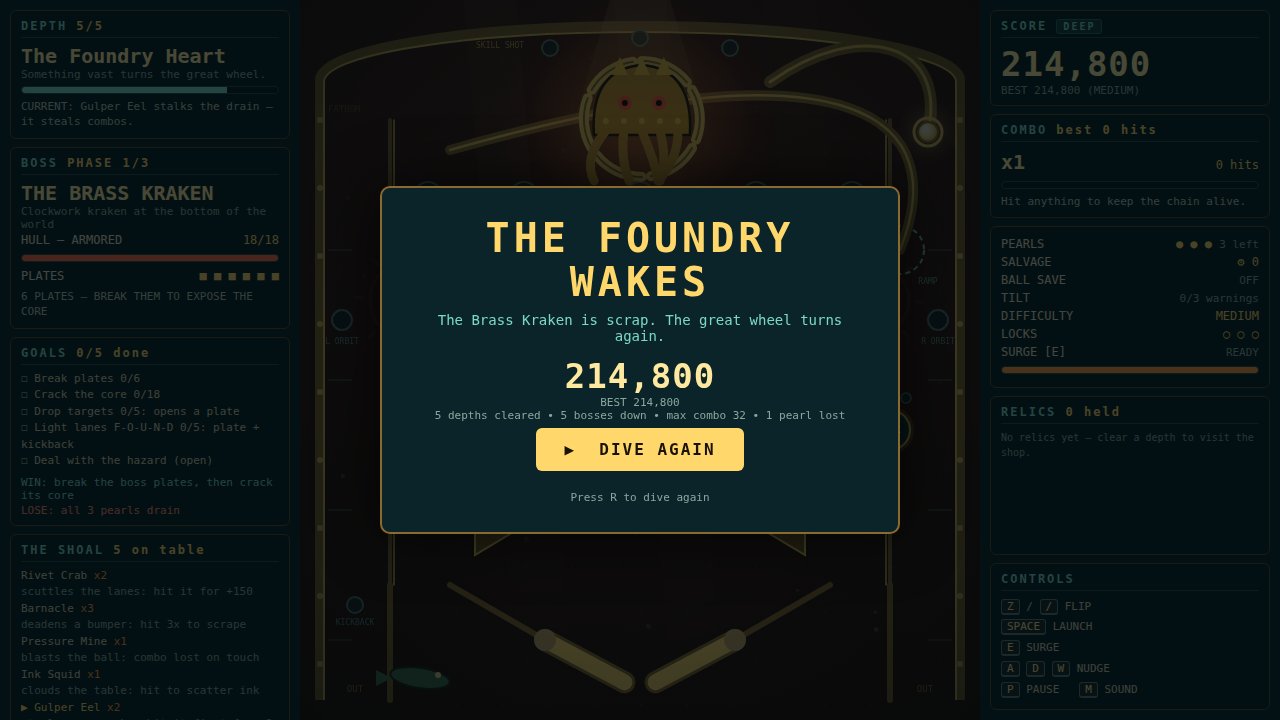 DEPTH 5/5
The Foundry Heart
Something vast turns the great wheel.
CURRENT: Gulper Eel stalks the drain —
it steals combos.
BOSS PHASE 1/3
THE BRASS KRAKEN
Clockwork kraken at the bottom of the
world
HULL — ARMORED 18/18
PLATES
6 PLATES — BREAK THEM TO EXPOSE THE
CORE
GOALS 0/5 done
☐ Break plates 0/6
☐ Crack the core 0/18
☐ Drop targets 0/5: opens a plate
☐ Light lanes F-O-U-N-D 0/5: plate +
kickback
☐ Deal with the hazard (open)
WIN: break the boss plates, then crack
its core
LOSE: all 3 pearls drain
THE SHOAL 5 on table
Rivet Crab x2
scuttles the lanes: hit it for +150
Barnacle x3
deadens a bumper: hit 3x to scrape
Pressure Mine x1
blasts the ball: combo lost on touch
Ink Squid x1
clouds the table: hit to scatter ink
▶ Gulper Eel x2
SKILL SHOT
FATHOM
L ORBIT
RAMP
R ORBIT
KICKBACK
OUT
OUT
THE FOUNDRY
WAKES
The Brass Kraken is scrap. The great wheel turns
again.
214,800
BEST 214,800
5 depths cleared • 5 bosses down • max combo 32 • 1 pearl lost
▶ DIVE AGAIN
Press R to dive again
SCORE DEEP
214,800
BEST 214,800 (MEDIUM)
COMBO best 0 hits
x1 0 hits
Hit anything to keep the chain alive.
PEARLS ● ● ● 3 left
SALVAGE ⚙ 0
BALL SAVE OFF
TILT 0/3 warnings
DIFFICULTY MEDIUM
LOCKS ○ ○ ○
SURGE [E] READY
RELICS 0 held
No relics yet — clear a depth to visit the
shop.
CONTROLS
Z / / FLIP
SPACE LAUNCH
E SURGE
A D W NUDGE
P PAUSE M SOUND